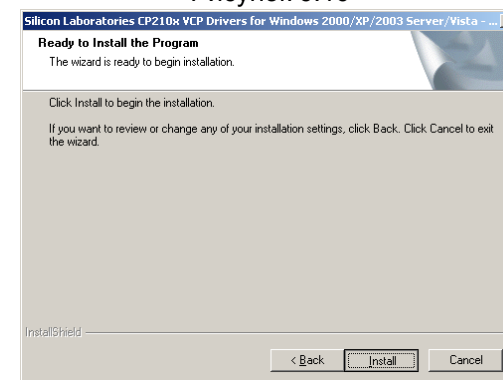 Silicon Laboratories CP210x VCP Drivers for Windows 2000/XP/2003 Server/Vista - ...
Ready to Install the Program
The wizard is ready to begin installation.
Click Install to begin the installation.
If you want to review or change any of your installation settings, click Back. Click Cancel to exit
the wizard.
InstallShield
< Back Install Cancel